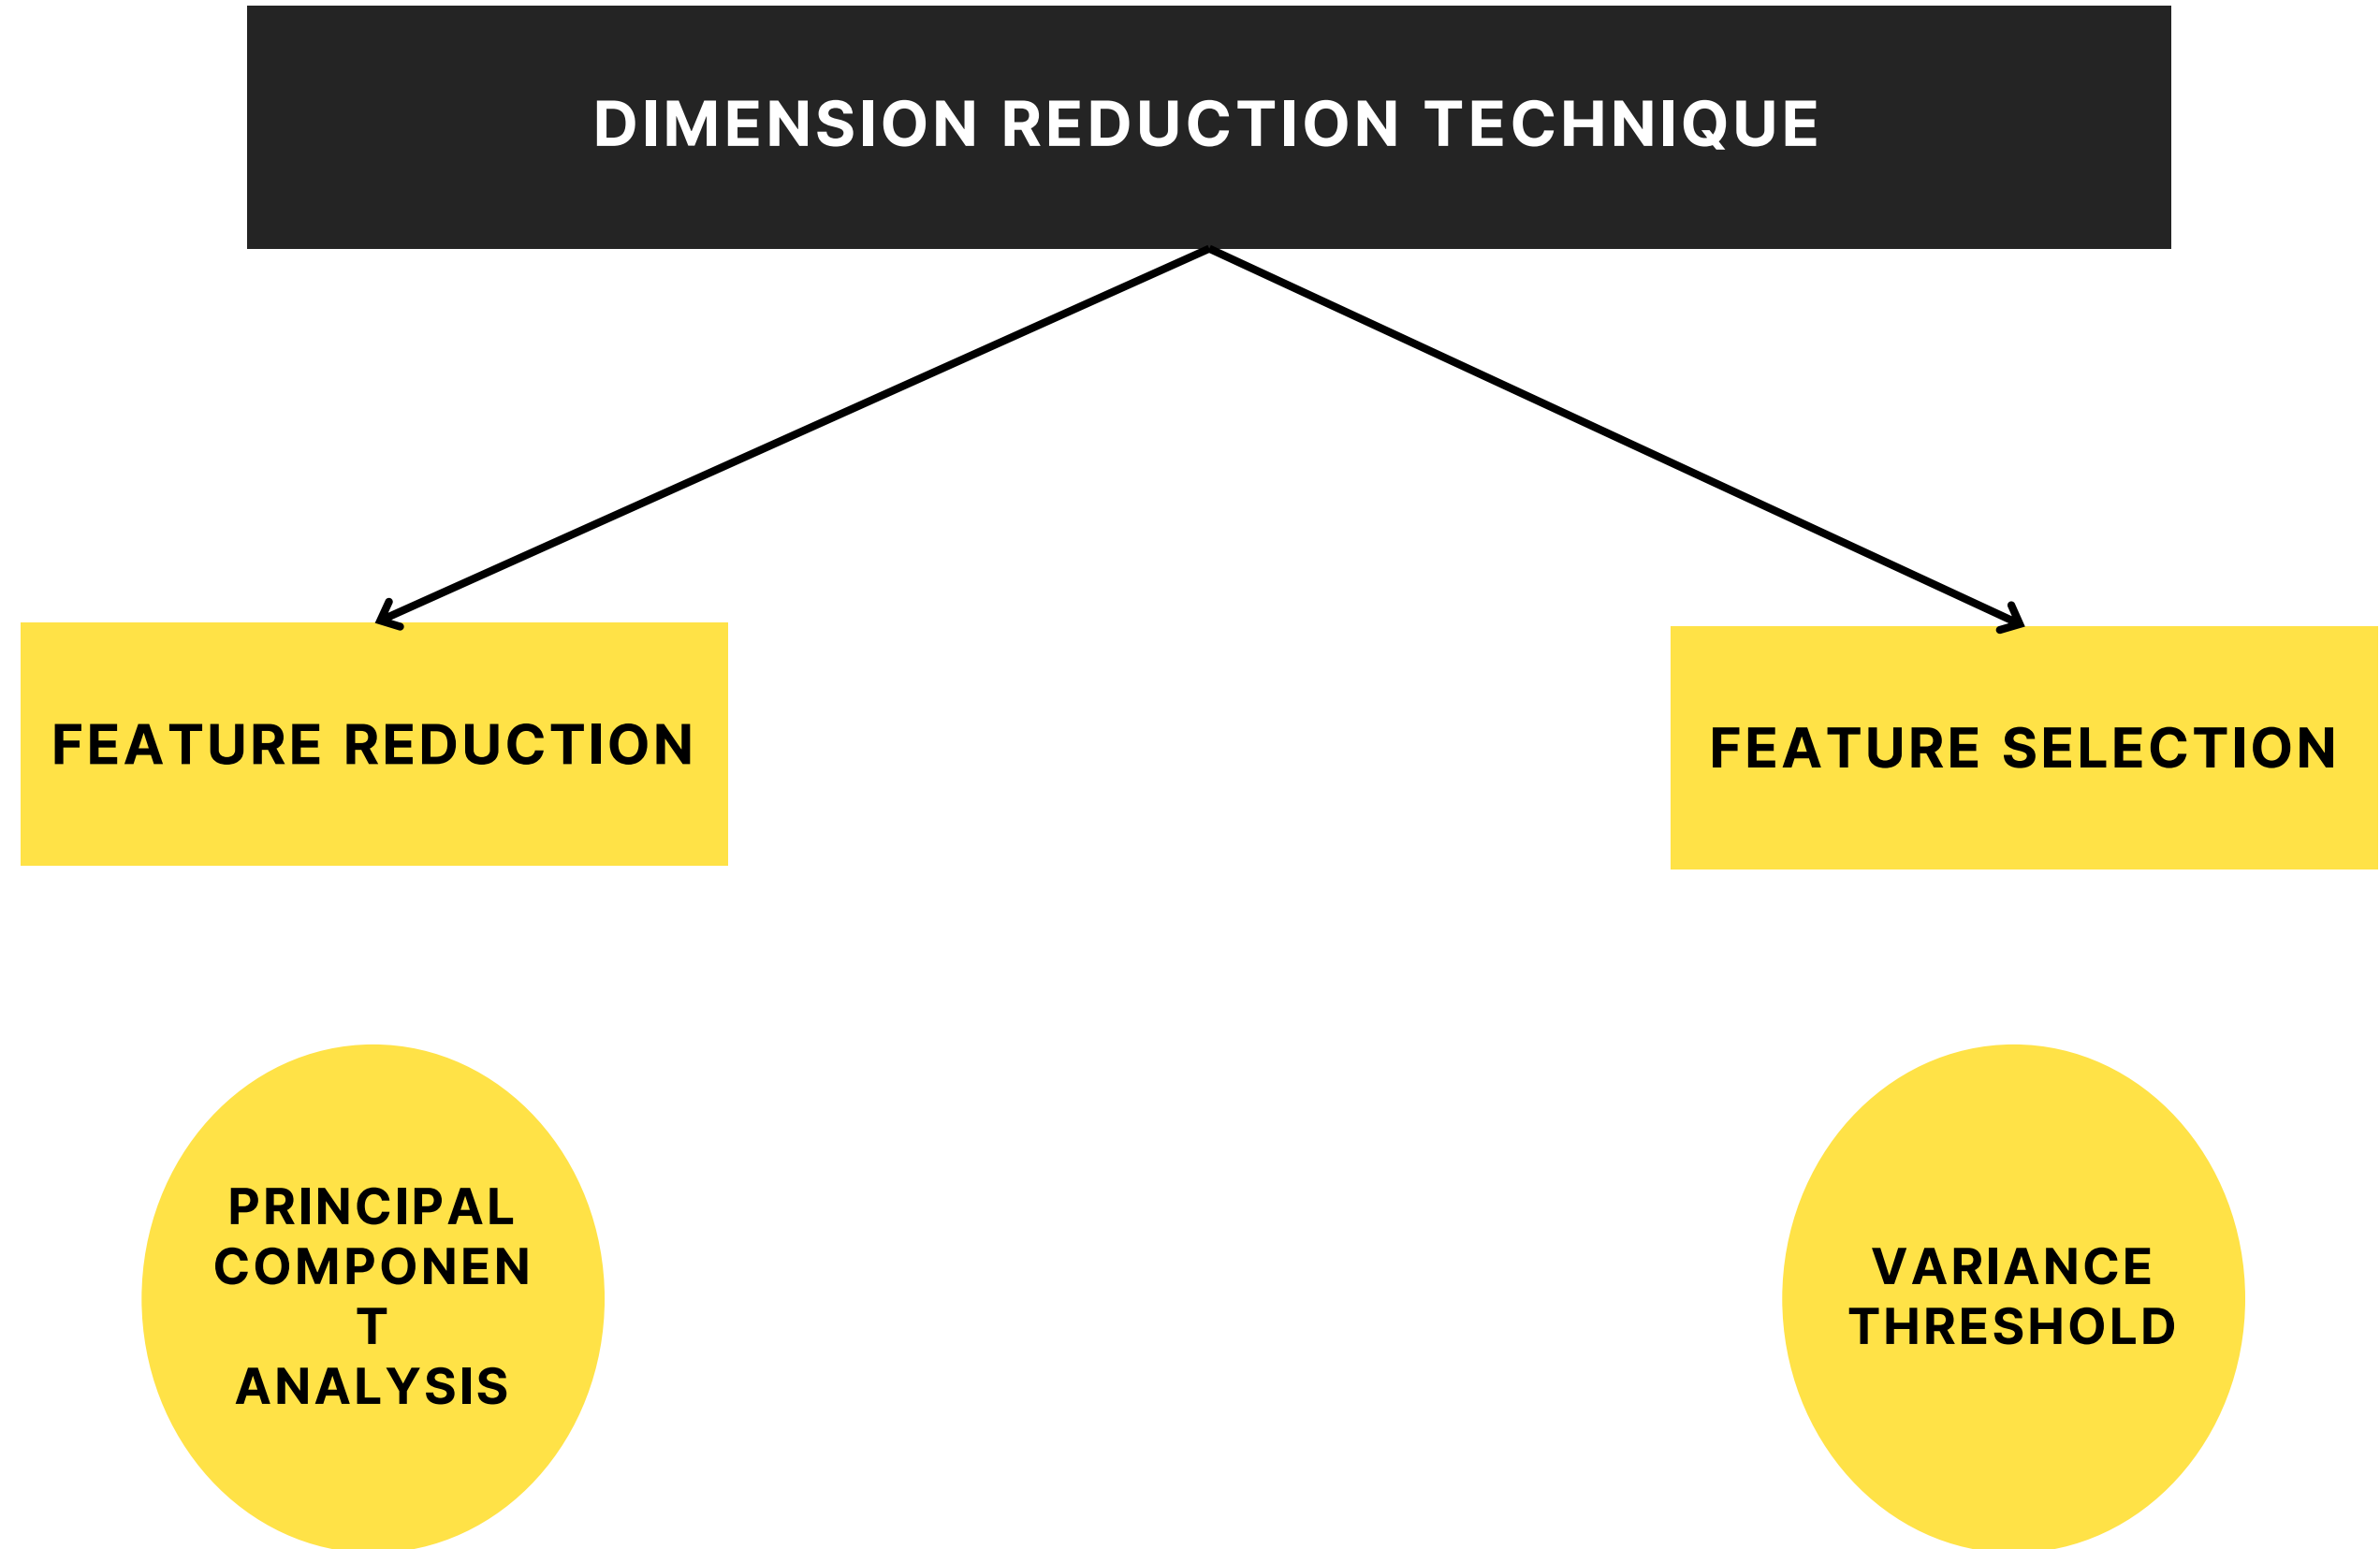 DIMENSION REDUCTION TECHNIQUE
FEATURE REDUCTION
FEATURE SELECTION
PRINCIPAL
COMPONEN
T
ANALYSIS
VARIANCE
THRESHOLD